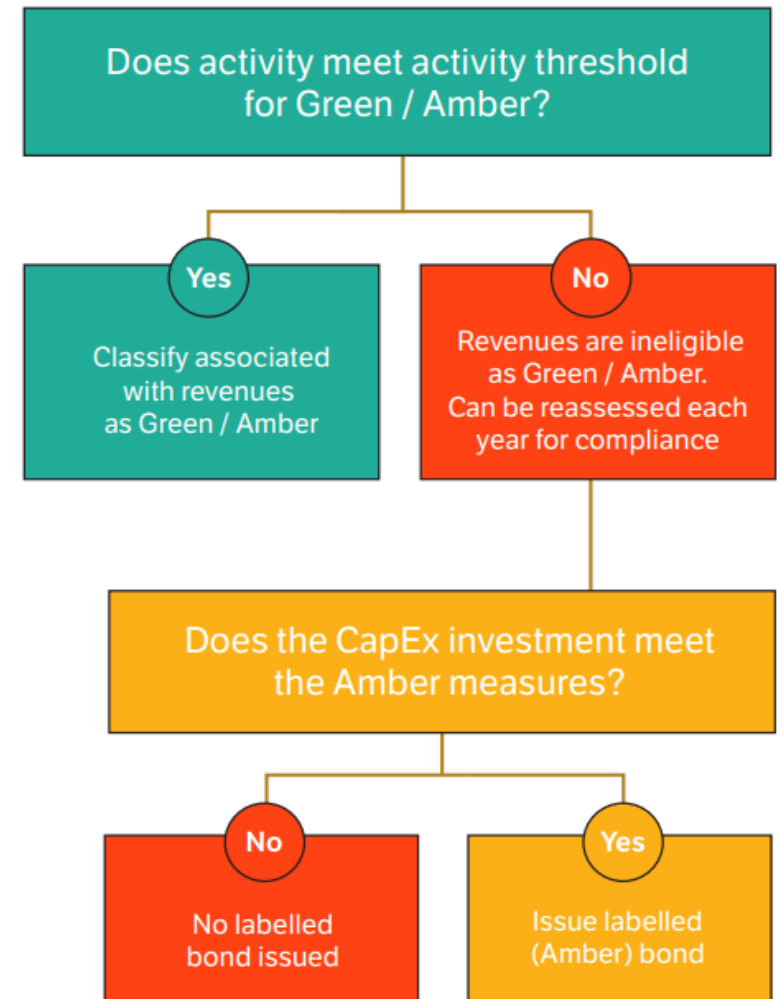 Does activity meet activity threshold
for Green / Amber?
Yes
Classify associated
with revenues
as Green / Amber
No
Revenues are ineligible
as Green / Amber.
Can be reassessed each
year for compliance
Does the CapEx investment meet
the Amber measures?
No
No labelled
bond issued
Yes
Issue labelled
(Amber) bond